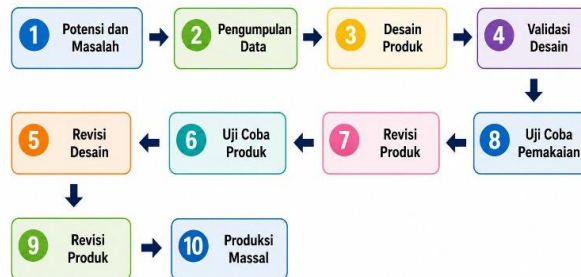 1 Potensi dan
Masalah
2 Pengumpulan
Data
3 Desain
Produk
4 Validasi
Desain
5 Revisi
Desain
6 Uji Coba
Produk
7 Revisi
Produk
8 Uji Coba
Pemakaian
9 Revisi
Produk
10 Produksi
Massal